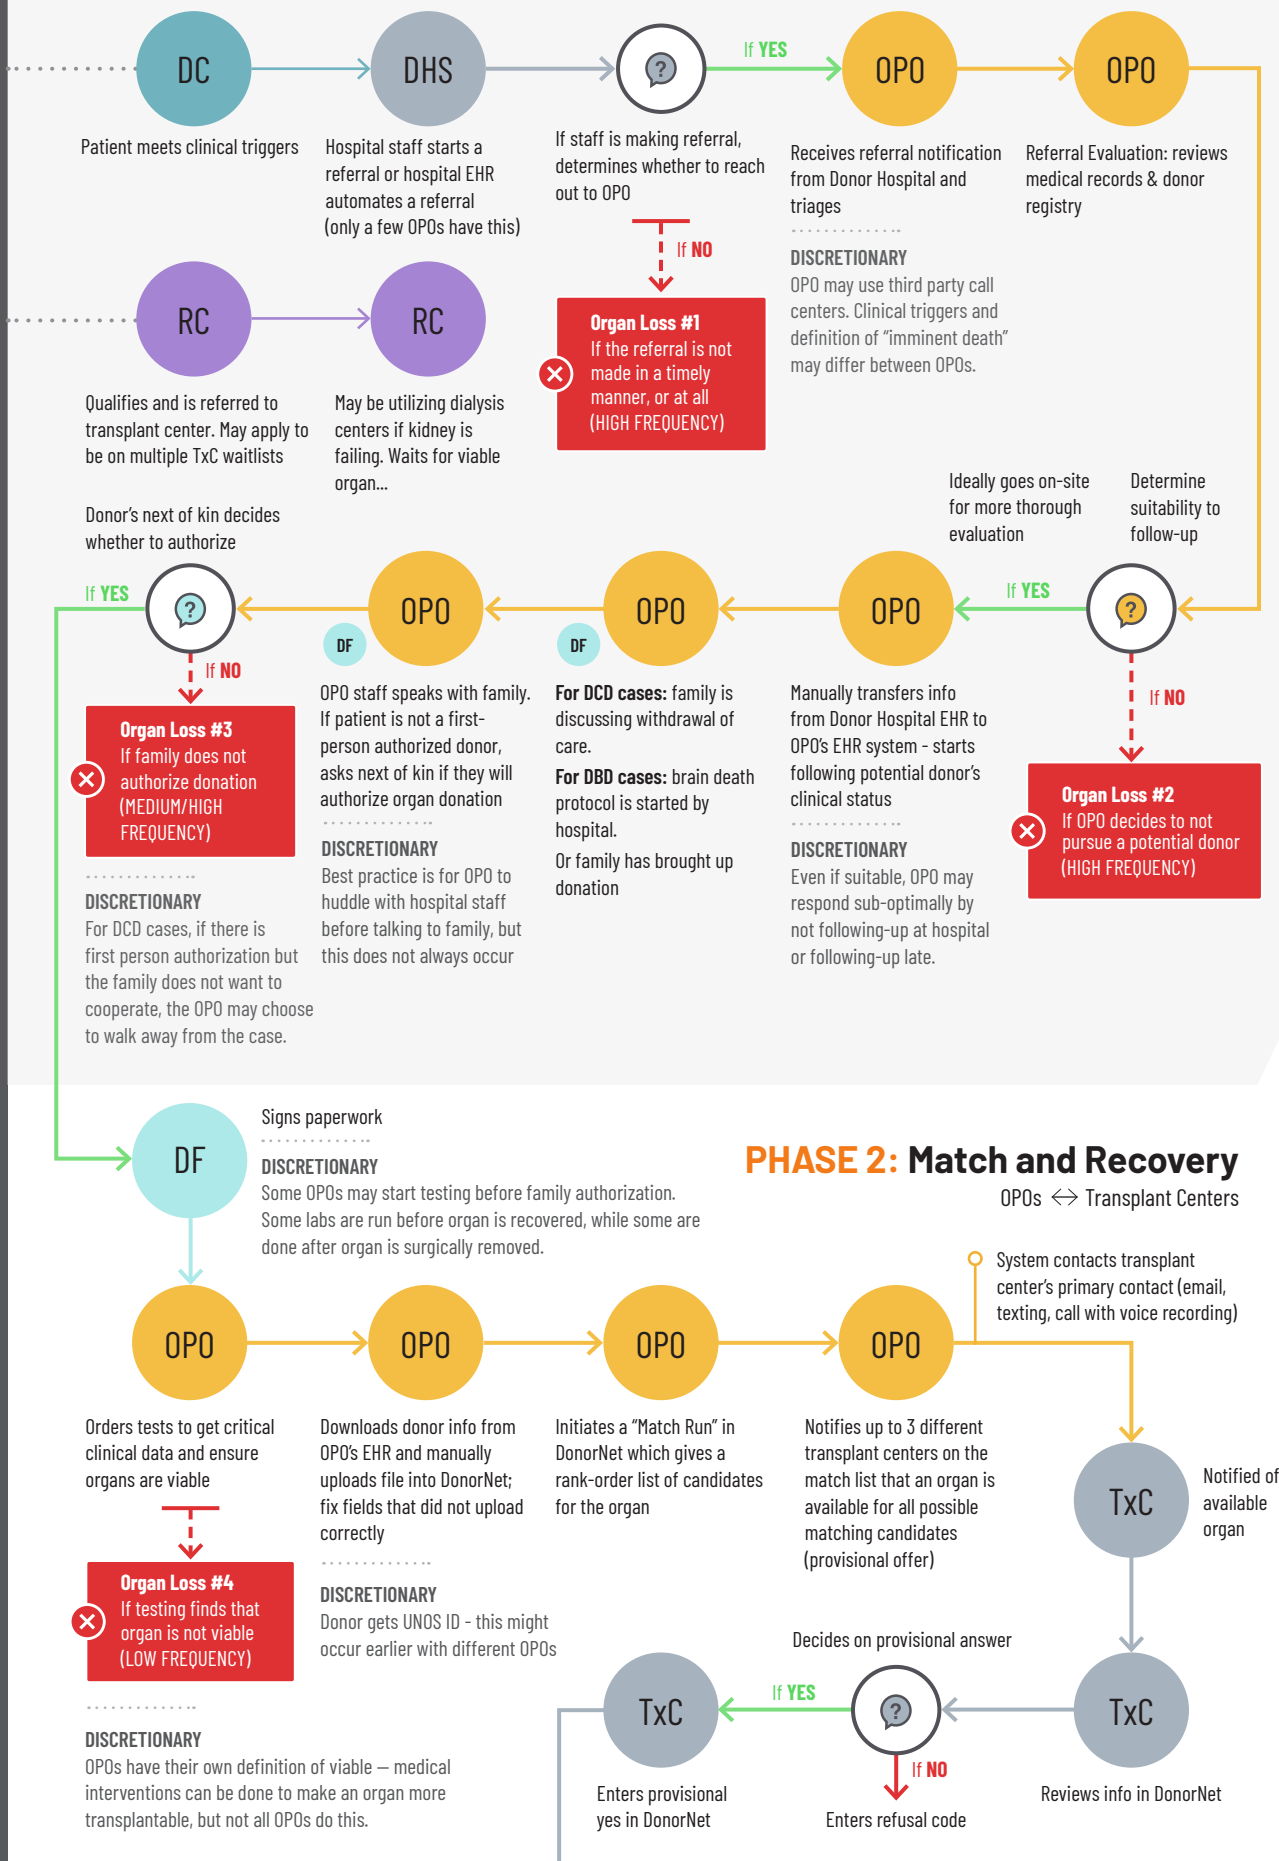 DC
DHS
?
If YES
OPO
OPO
Patient meets clinical triggers
Hospital staff starts a
referral or hospital EHR
automates a referral
(only a few OPOs have this)
If staff is making referral,
determines whether to reach
out to OPO
If NO
Organ Loss #1
If the referral is not
made in a timely
manner, or at all
(HIGH FREQUENCY)
Receives referral notification
from Donor Hospital and
triages
DISCRETIONARY
OPO may use third party call
centers. Clinical triggers and
definition of “imminent death”
may differ between OPOs.
Referral Evaluation: reviews
medical records & donor
registry
RC
RC
Qualifies and is referred to
transplant center. May apply to
be on multiple TxC waitlists
May be utilizing dialysis
centers if kidney is
failing. Waits for viable
organ...
Ideally goes on-site
for more thorough
evaluation
Determine
suitability to
follow-up
?
If YES
If NO
Organ Loss #2
If OPO decides to not
pursue a potential donor
(HIGH FREQUENCY)
OPO
Manually transfers info
from Donor Hospital EHR to
OPO’s EHR system - starts
following potential donor’s
clinical status
DISCRETIONARY
Even if suitable, OPO may
respond sub-optimally by
not following-up at hospital
or following-up late.
OPO
DF
For DCD cases: family is
discussing withdrawal of
care.
For DBD cases: brain death
protocol is started by
hospital.
Or family has brought up
donation
OPO
DF
OPO staff speaks with family.
If patient is not a first-
person authorized donor,
asks next of kin if they will
authorize organ donation
DISCRETIONARY
Best practice is for OPO to
huddle with hospital staff
before talking to family, but
this does not always occur
Donor’s next of kin decides
whether to authorize
?
If YES
If NO
Organ Loss #3
If family does not
authorize donation
(MEDIUM/HIGH
FREQUENCY)
DISCRETIONARY
For DCD cases, if there is
first person authorization but
the family does not want to
cooperate, the OPO may choose
to walk away from the case.
DF
Signs paperwork
DISCRETIONARY
Some OPOs may start testing before family authorization.
Some labs are run before organ is recovered, while some are
done after organ is surgically removed.
PHASE 2: Match and Recovery
OPOs ↔ Transplant Centers
System contacts transplant
center’s primary contact (email,
texting, call with voice recording)
OPO
OPO
OPO
OPO
Orders tests to get critical
clinical data and ensure
organs are viable
Organ Loss #4
If testing finds that
organ is not viable
(LOW FREQUENCY)
DISCRETIONARY
OPOs have their own definition of viable — medical
interventions can be done to make an organ more
transplantable, but not all OPOs do this.
Downloads donor info from
OPO’s EHR and manually
uploads file into DonorNet;
fix fields that did not upload
correctly
DISCRETIONARY
Donor gets UNOS ID - this might
occur earlier with different OPOs
Initiates a “Match Run” in
DonorNet which gives a
rank-order list of candidates
for the organ
Notifies up to 3 different
transplant centers on the
match list that an organ is
available for all possible
matching candidates
(provisional offer)
TxC
Notified of
available
organ
TxC
Reviews info in DonorNet
Decides on provisional answer
?
If YES
If NO
Enters refusal code
TxC
Enters provisional
yes in DonorNet